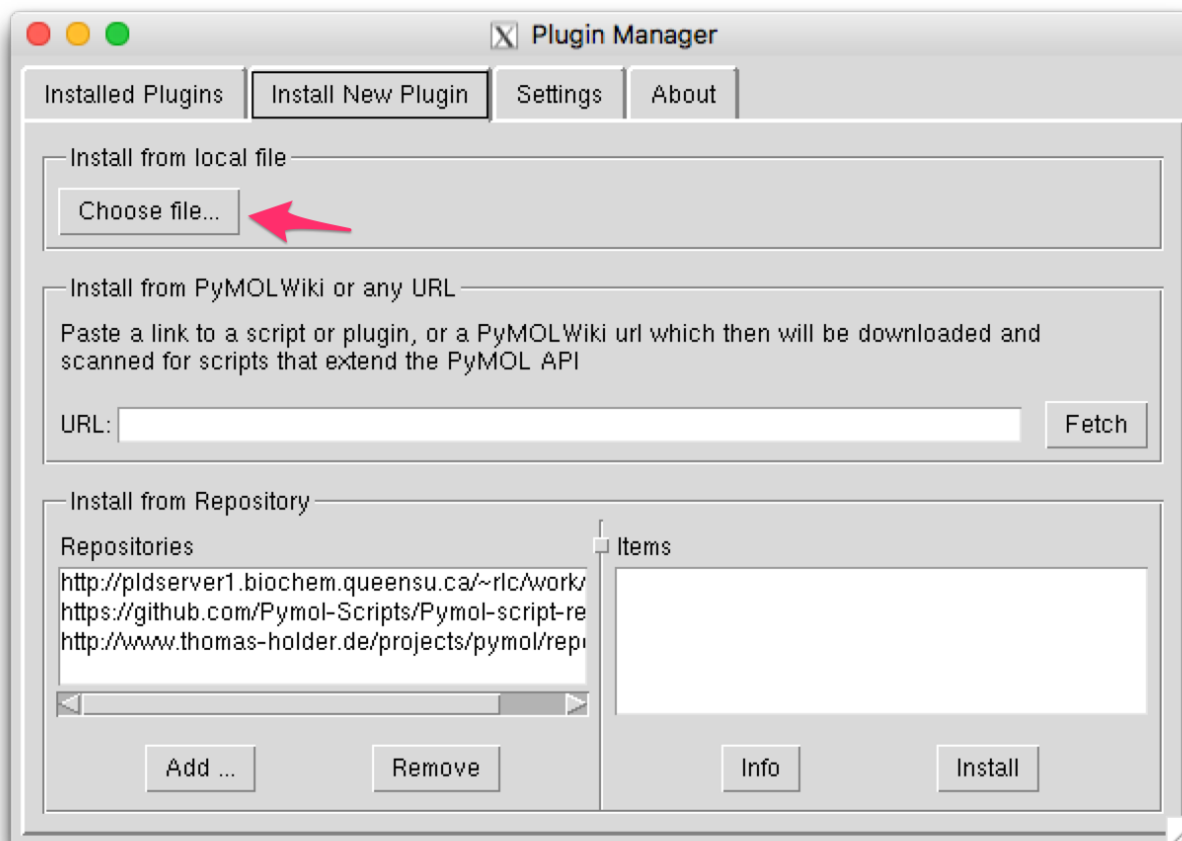 Plugin Manager
Installed Plugins Install New Plugin Settings About
Install from local file
Choose file...
Install from PyMOLWiki or any URL
Paste a link to a script or plugin, or a PyMOLWiki url which then will be downloaded and
scanned for scripts that extend the PyMOL API
URL: Fetch
Install from Repository
Repositories
http://pldserver1.biochem.queensu.ca/~rlc/work/
https://github.com/Pymol-Scripts/Pymol-script-re
http://www.thomas-holder.de/projects/pymol/rep
Items
Add ... Remove Info Install